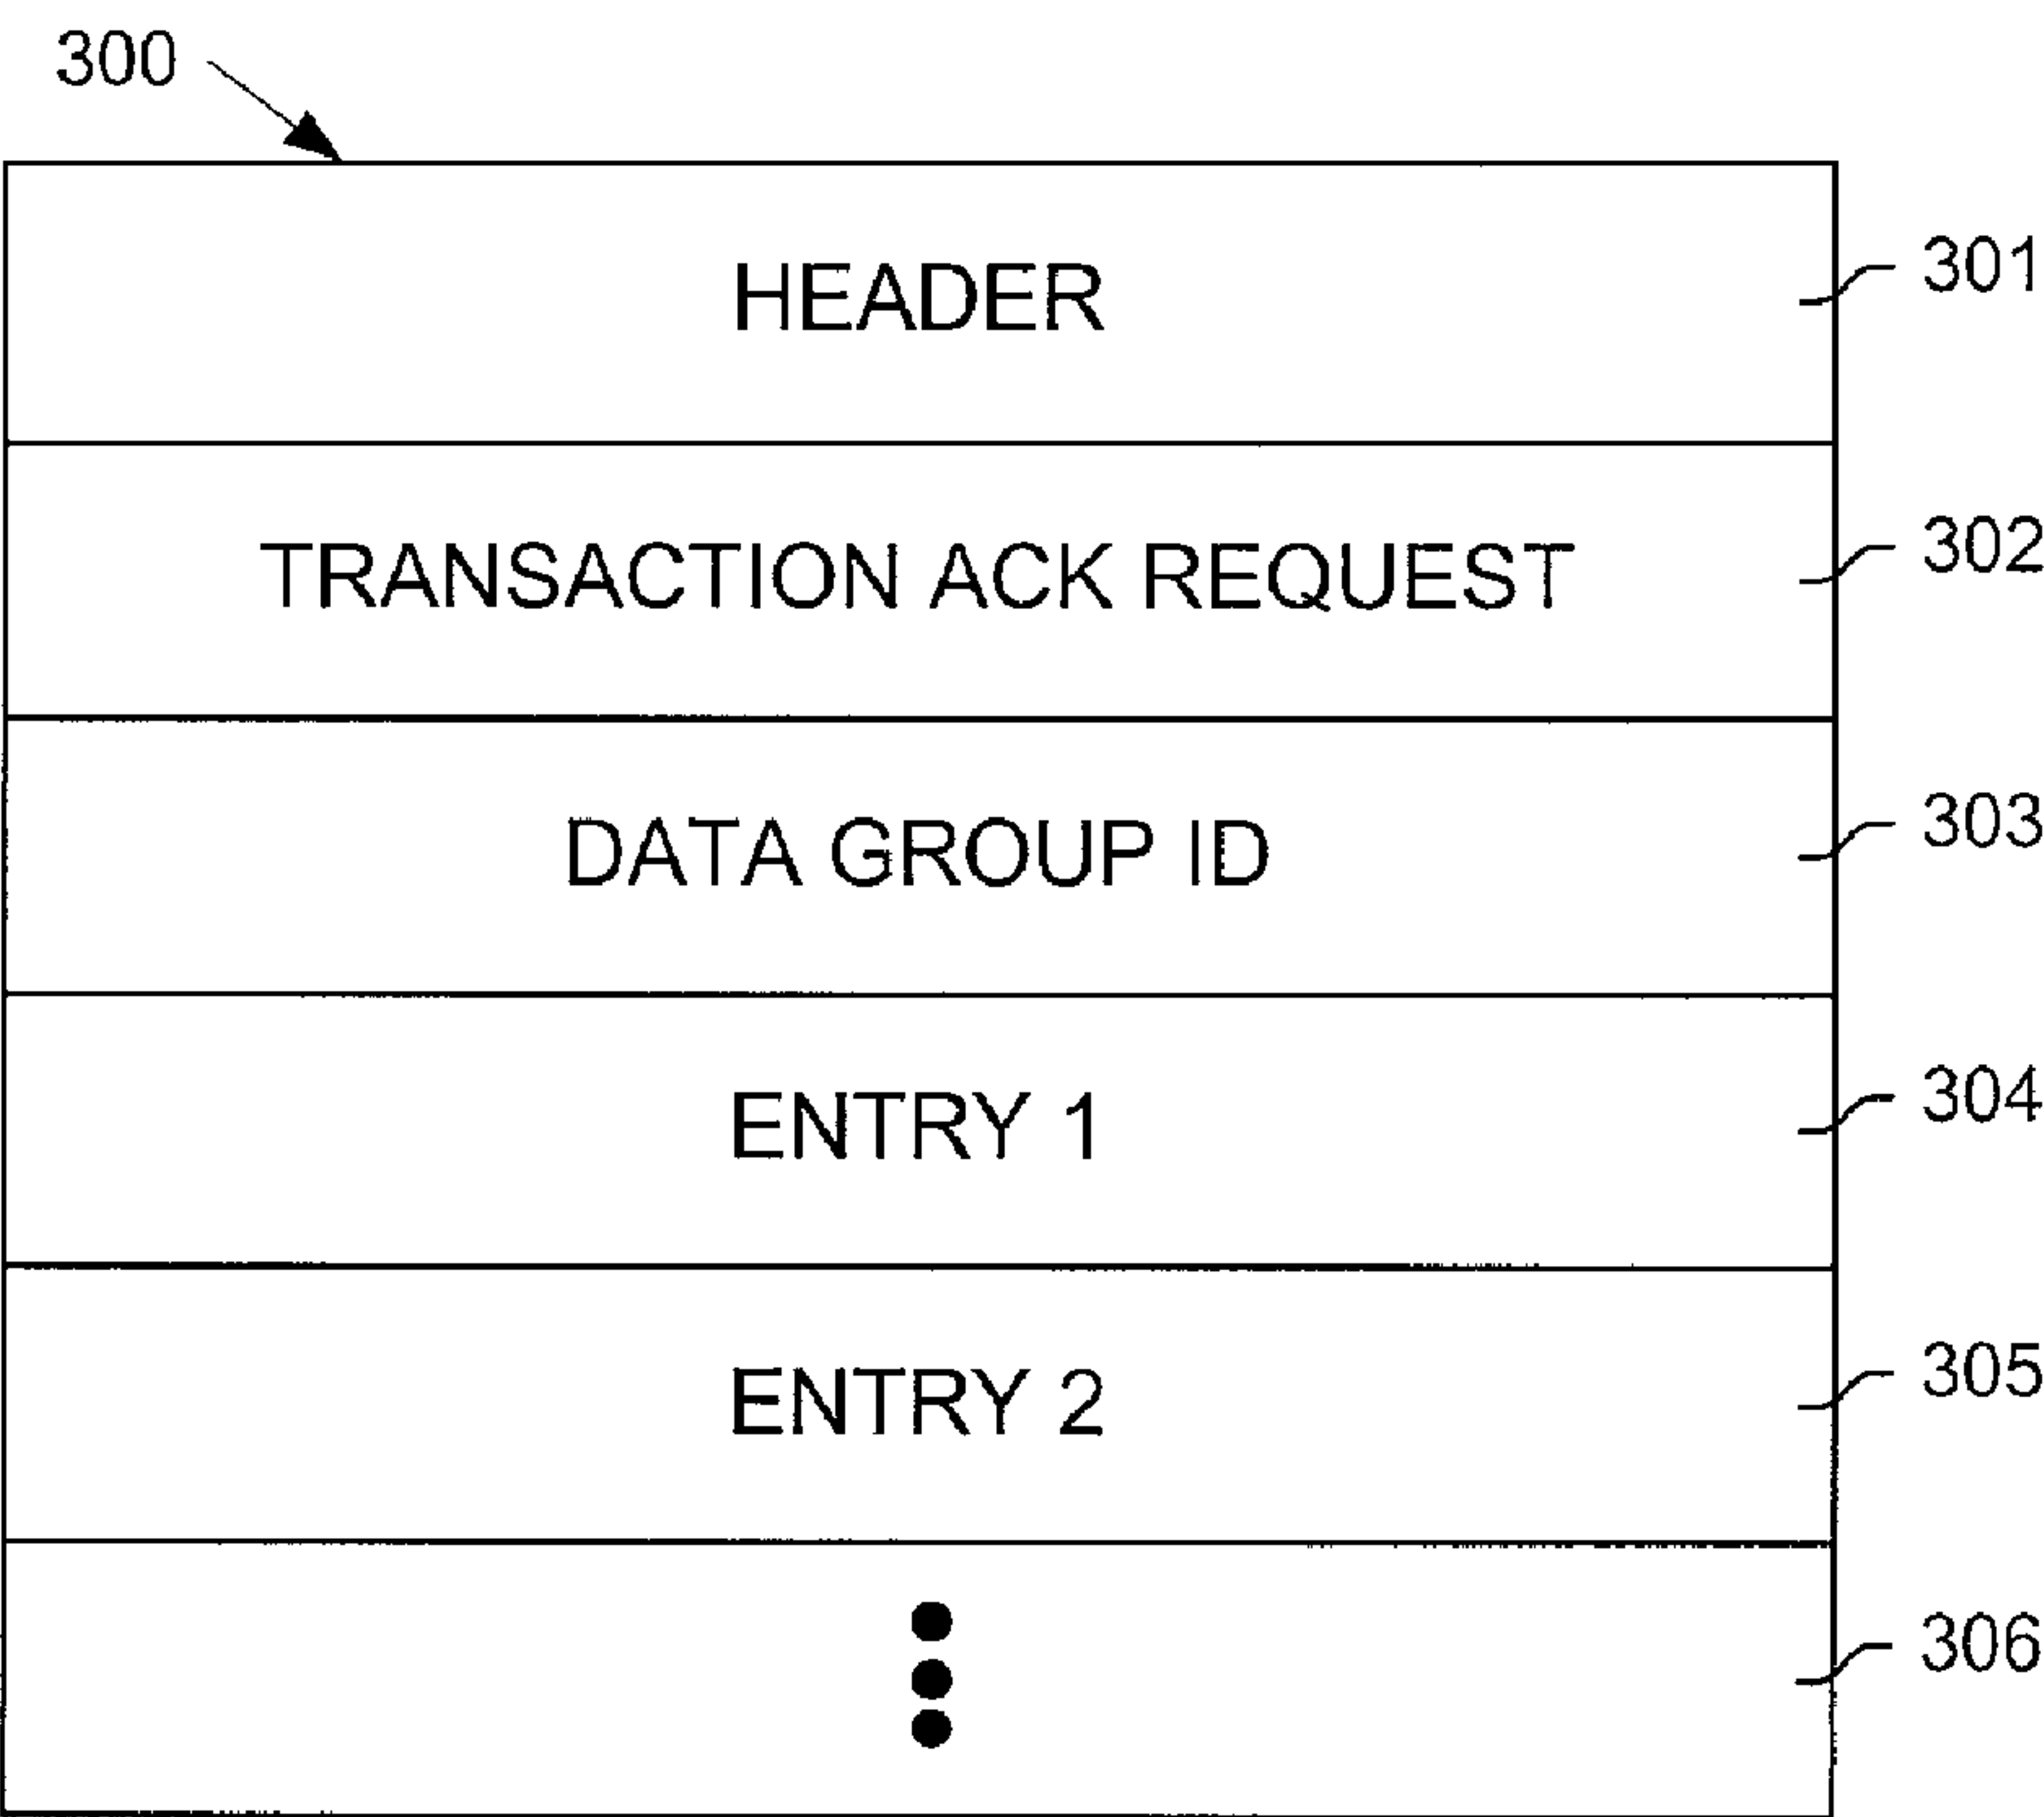 300
HEADER 301
TRANSACTION ACK REQUEST 302
DATA GROUP ID 303
ENTRY 1 304
ENTRY 2 305
306